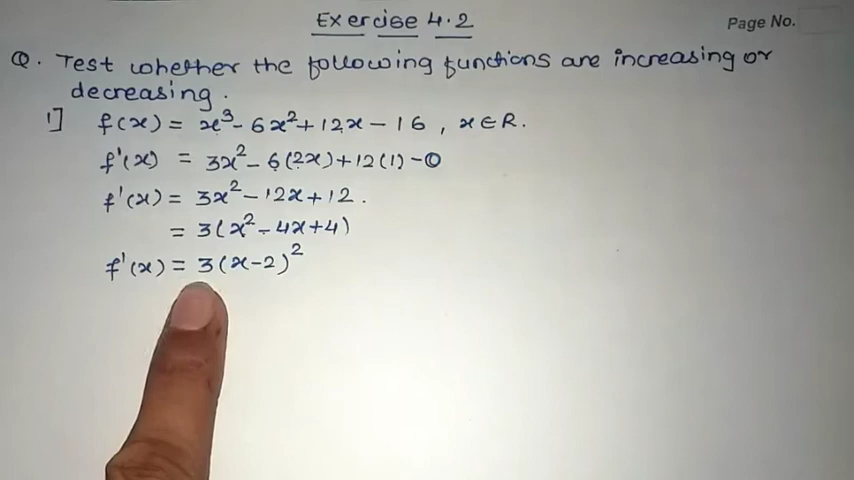 Exercise 4.2
Page No.
Q. Test whether the following functions are increasing or
decreasing.
1] f(x) = x³ - 6x² + 12x - 16 , x ∈ R.
f'(x) = 3x² - 6(2x) + 12(1) - 0
f'(x) = 3x² - 12x + 12 .
= 3(x² - 4x + 4)
f'(x) = 3(x-2)²